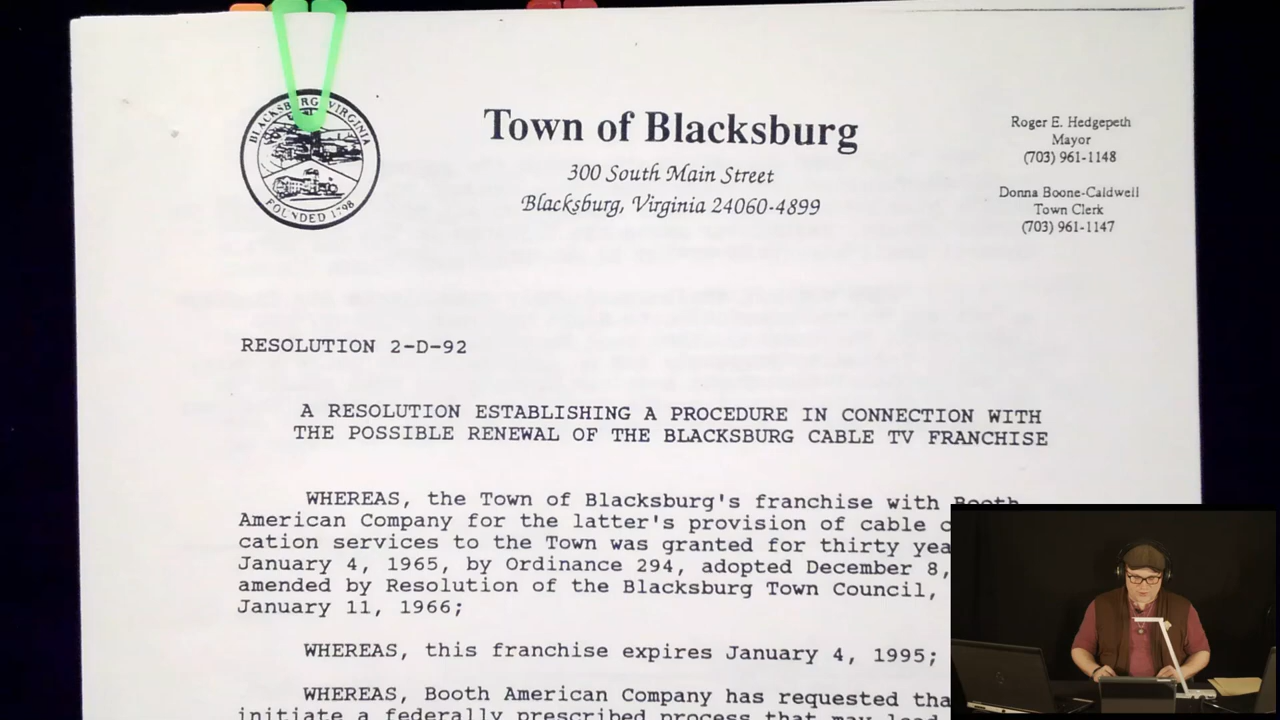 BLACKSBURG VIRGINIA
FOUNDED 1798
Town of Blacksburg
300 South Main Street
Blacksburg, Virginia 24060-4899
Roger E. Hedgepeth
Mayor
(703) 961-1148
Donna Boone-Caldwell
Town Clerk
(703) 961-1147
RESOLUTION 2-D-92
A RESOLUTION ESTABLISHING A PROCEDURE IN CONNECTION WITH
THE POSSIBLE RENEWAL OF THE BLACKSBURG CABLE TV FRANCHISE
WHEREAS, the Town of Blacksburg's franchise with Booth
American Company for the latter's provision of cable
cation services to the Town was granted for thirty
January 4, 1965, by Ordinance 294, adopted December 8,
amended by Resolution of the Blacksburg Town Council,
January 11, 1966;
WHEREAS, this franchise expires January 4, 1995;
WHEREAS, Booth American Company has requested
initiate a federally prescribed process that may lead